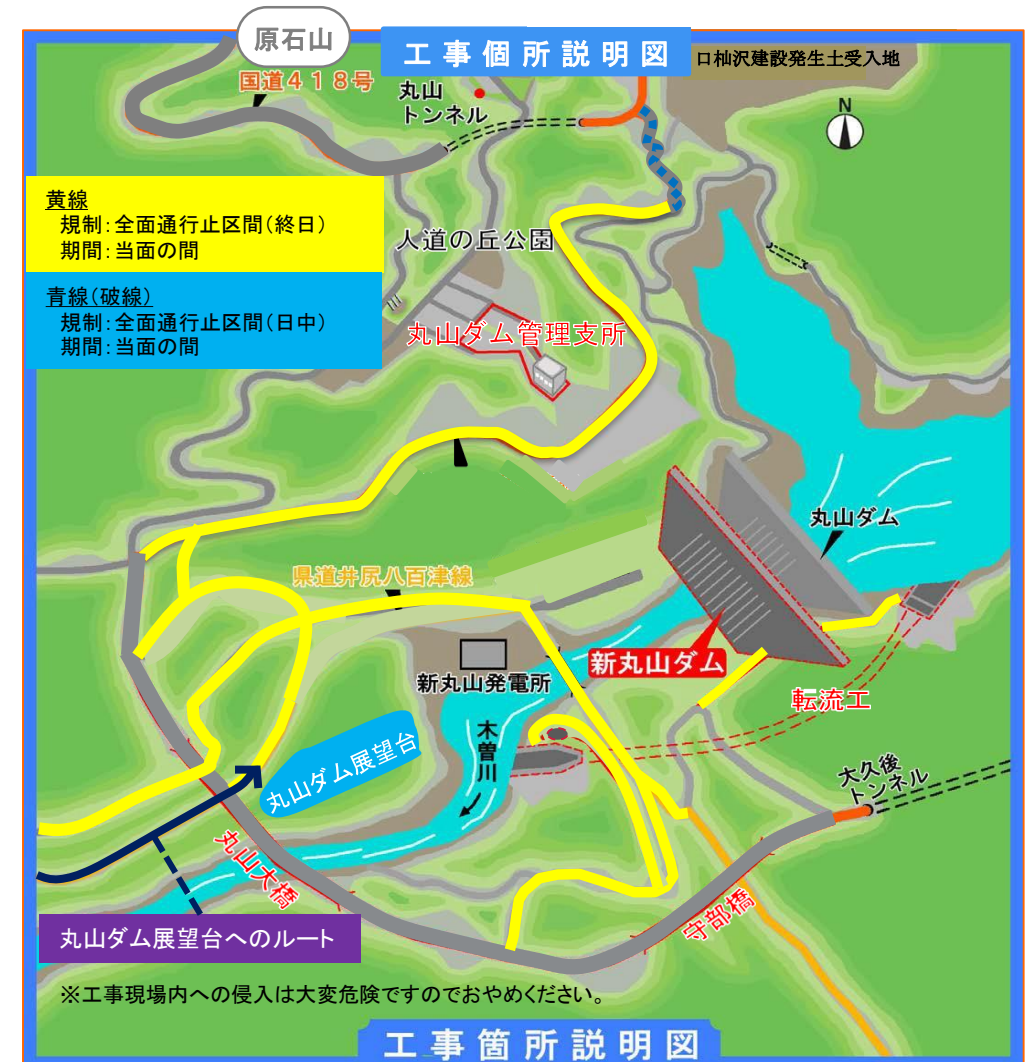 原石山
工事個所説明図
口杣沢建設発生土受入地
国道418号
丸山
トンネル
N
黄線
規制:全面通行止区間(終日)
期間:当面の間
青線(破線)
規制:全面通行止区間(日中)
期間:当面の間
人道の丘公園
丸山ダム管理支所
丸山ダム
県道井尻八百津線
新丸山ダム
新丸山発電所
転流工
木曽川
丸山ダム展望台
大久後
トンネル
丸山大橋
守部橋
丸山ダム展望台へのルート
※工事現場内への侵入は大変危険ですのでおやめください。
工事箇所説明図